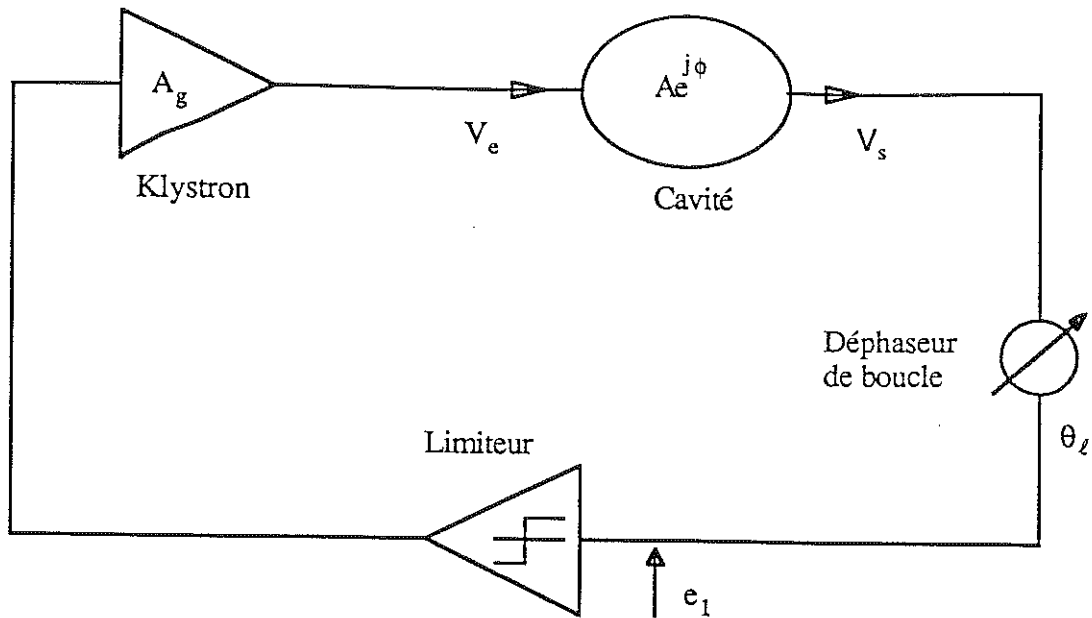 A_g
Ae^{jϕ}
V_e
V_s
Klystron
Cavité
Déphaseur
de boucle
θ_ℓ
Limiteur
e_1